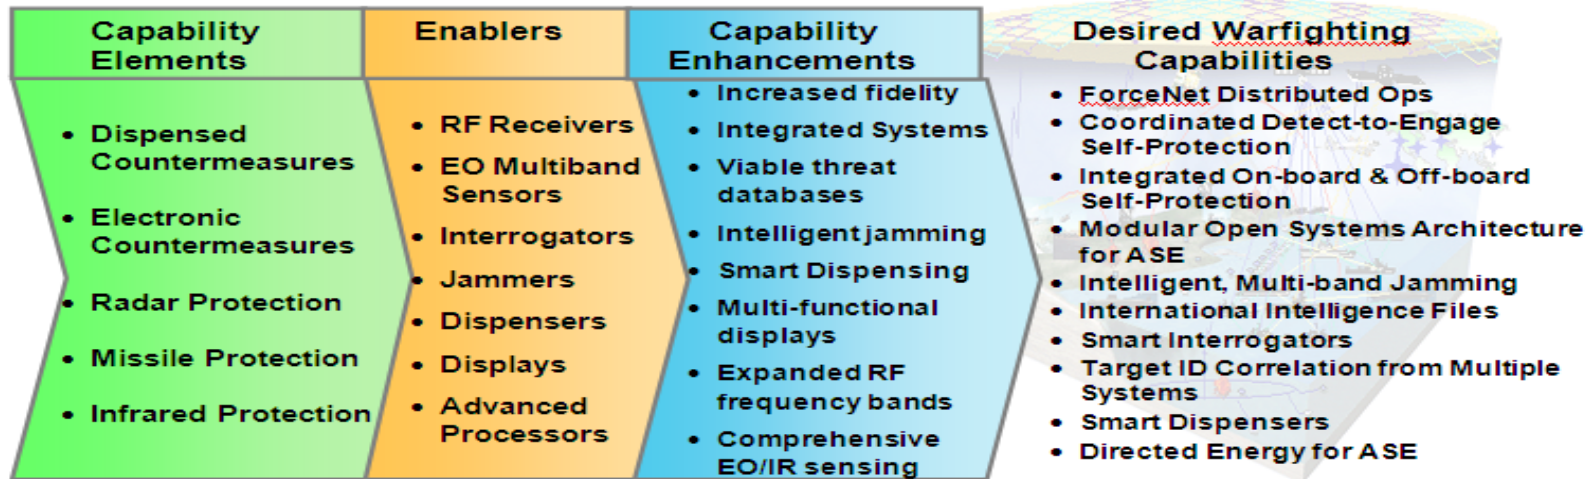 Capability
Elements
• Dispensed
Countermeasures
• Electronic
Countermeasures
• Radar Protection
• Missile Protection
• Infrared Protection
Enablers
• RF Receivers
• EO Multiband
Sensors
• Interrogators
• Jammers
• Dispensers
• Displays
• Advanced
Processors
Capability
Enhancements
• Increased fidelity
• Integrated Systems
• Viable threat
databases
• Intelligent jamming
• Smart Dispensing
• Multi-functional
displays
• Expanded RF
frequency bands
• Comprehensive
EO/IR sensing
Desired Warfighting
Capabilities
• ForceNet Distributed Ops
• Coordinated Detect-to-Engage
Self-Protection
• Integrated On-board & Off-board
Self-Protection
• Modular Open Systems Architecture
for ASE
• Intelligent, Multi-band Jamming
• International Intelligence Files
• Smart Interrogators
• Target ID Correlation from Multiple
Systems
• Smart Dispensers
• Directed Energy for ASE